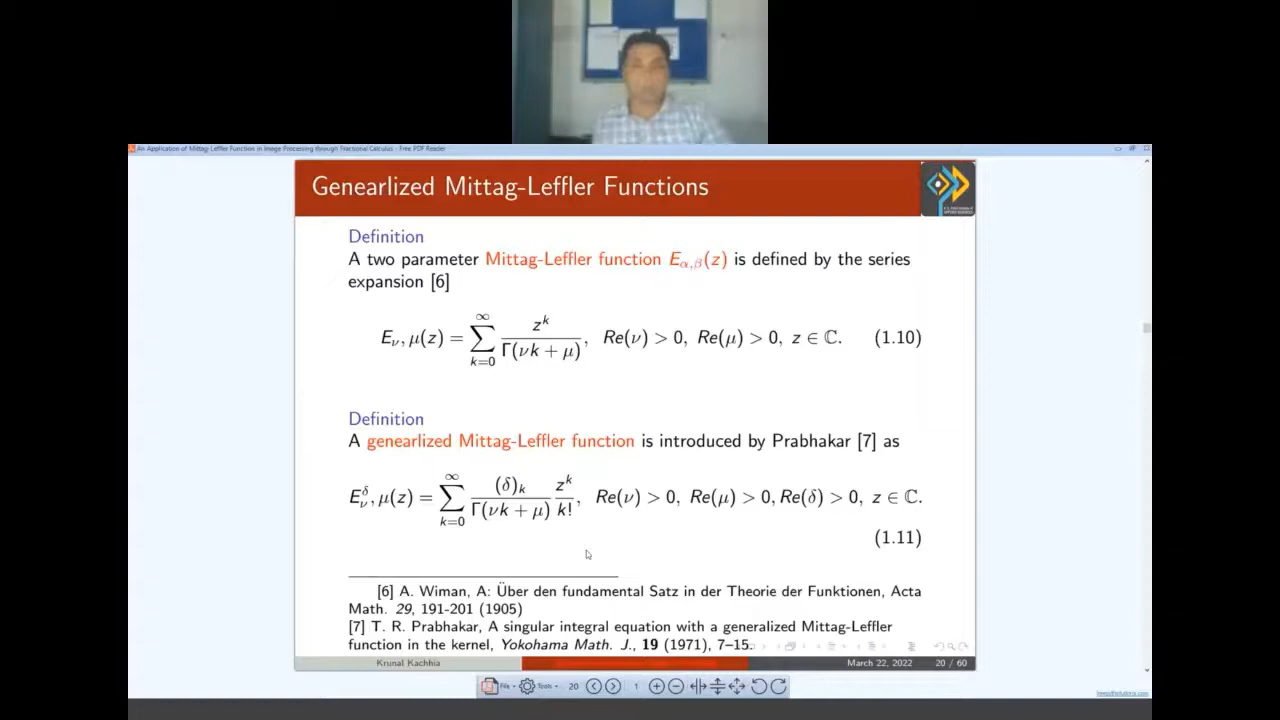 An Application of Mittag-Leffler Function in Image Processing through Fractional Calculus - Free PDF Reader
Genearlized Mittag-Leffler Functions
Definition
A two parameter Mittag-Leffler function E_{α,β}(z) is defined by the series
expansion [6]
E_ν, μ(z) = ∑_{k=0}^{∞} z^k / Γ(νk + μ), Re(ν) > 0, Re(μ) > 0, z ∈ ℂ. (1.10)
Definition
A genearlized Mittag-Leffler function is introduced by Prabhakar [7] as
E_ν^δ, μ(z) = ∑_{k=0}^{∞} (δ)_k / Γ(νk + μ) z^k / k!, Re(ν) > 0, Re(μ) > 0, Re(δ) > 0, z ∈ ℂ.
(1.11)
[6] A. Wiman, A: Über den fundamental Satz in der Theorie der Funktionen, Acta
Math. 29, 191-201 (1905)
[7] T. R. Prabhakar, A singular integral equation with a generalized Mittag-Leffler
function in the kernel, Yokohama Math. J., 19 (1971), 7–15.
Krunal Kachhia March 22, 2022 20 / 60
File Tools 20 1